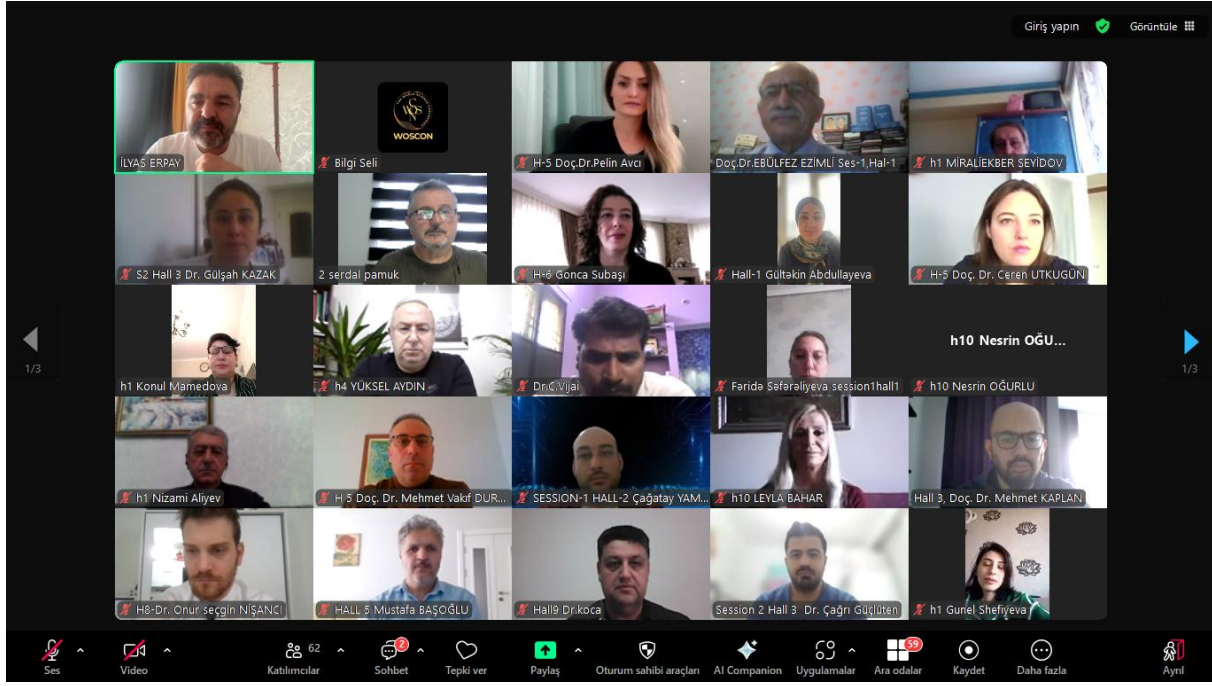 Giriş yapın
Görüntüle
İLYAS ERPAY
WOSCON
Bilgi Seli
H-5 Doç.Dr.Pelin Avcı
Doç.Dr.EBÜLFEZ EZİMLİ Ses-1,Hal-1
h1 MİRALİEKBER SEYİDOV
S2 Hall 3 Dr. Gülşah KAZAK
2 serdal pamuk
H-6 Gonca Subaşı
Hall-1 Gültəkin Abdullayeva
H-5 Doç. Dr. Ceren UTKUGÜN
1/3
h1 Konul Mamedova
h4 YÜKSEL AYDIN
Dr.C.Vijai
Fəridə Səfərəliyeva session1hall1
h10 Nesrin OĞU...
h10 Nesrin OĞURLU
1/3
h1 Nizami Aliyev
H 5 Doç. Dr. Mehmet Vakıf DUR...
SESSION-1 HALL-2 Çağatay YAM...
h10 LEYLA BAHAR
Hall 3, Doç. Dr. Mehmet KAPLAN
H8-Dr. Onur seçgin NİŞANCI
HALL 5 Mustafa BAŞOĞLU
Hall9 Dr.koca
Session 2 Hall 3 Dr. Çağrı Güçlüten
h1 Gunel Shefiyeva
Ses
Video
62
Katılımcılar
2
Sohbet
Tepki ver
Paylaş
Oturum sahibi araçları
AI Companion
Uygulamalar
59
Ara odalar
Kaydet
Daha fazla
Ayrıl